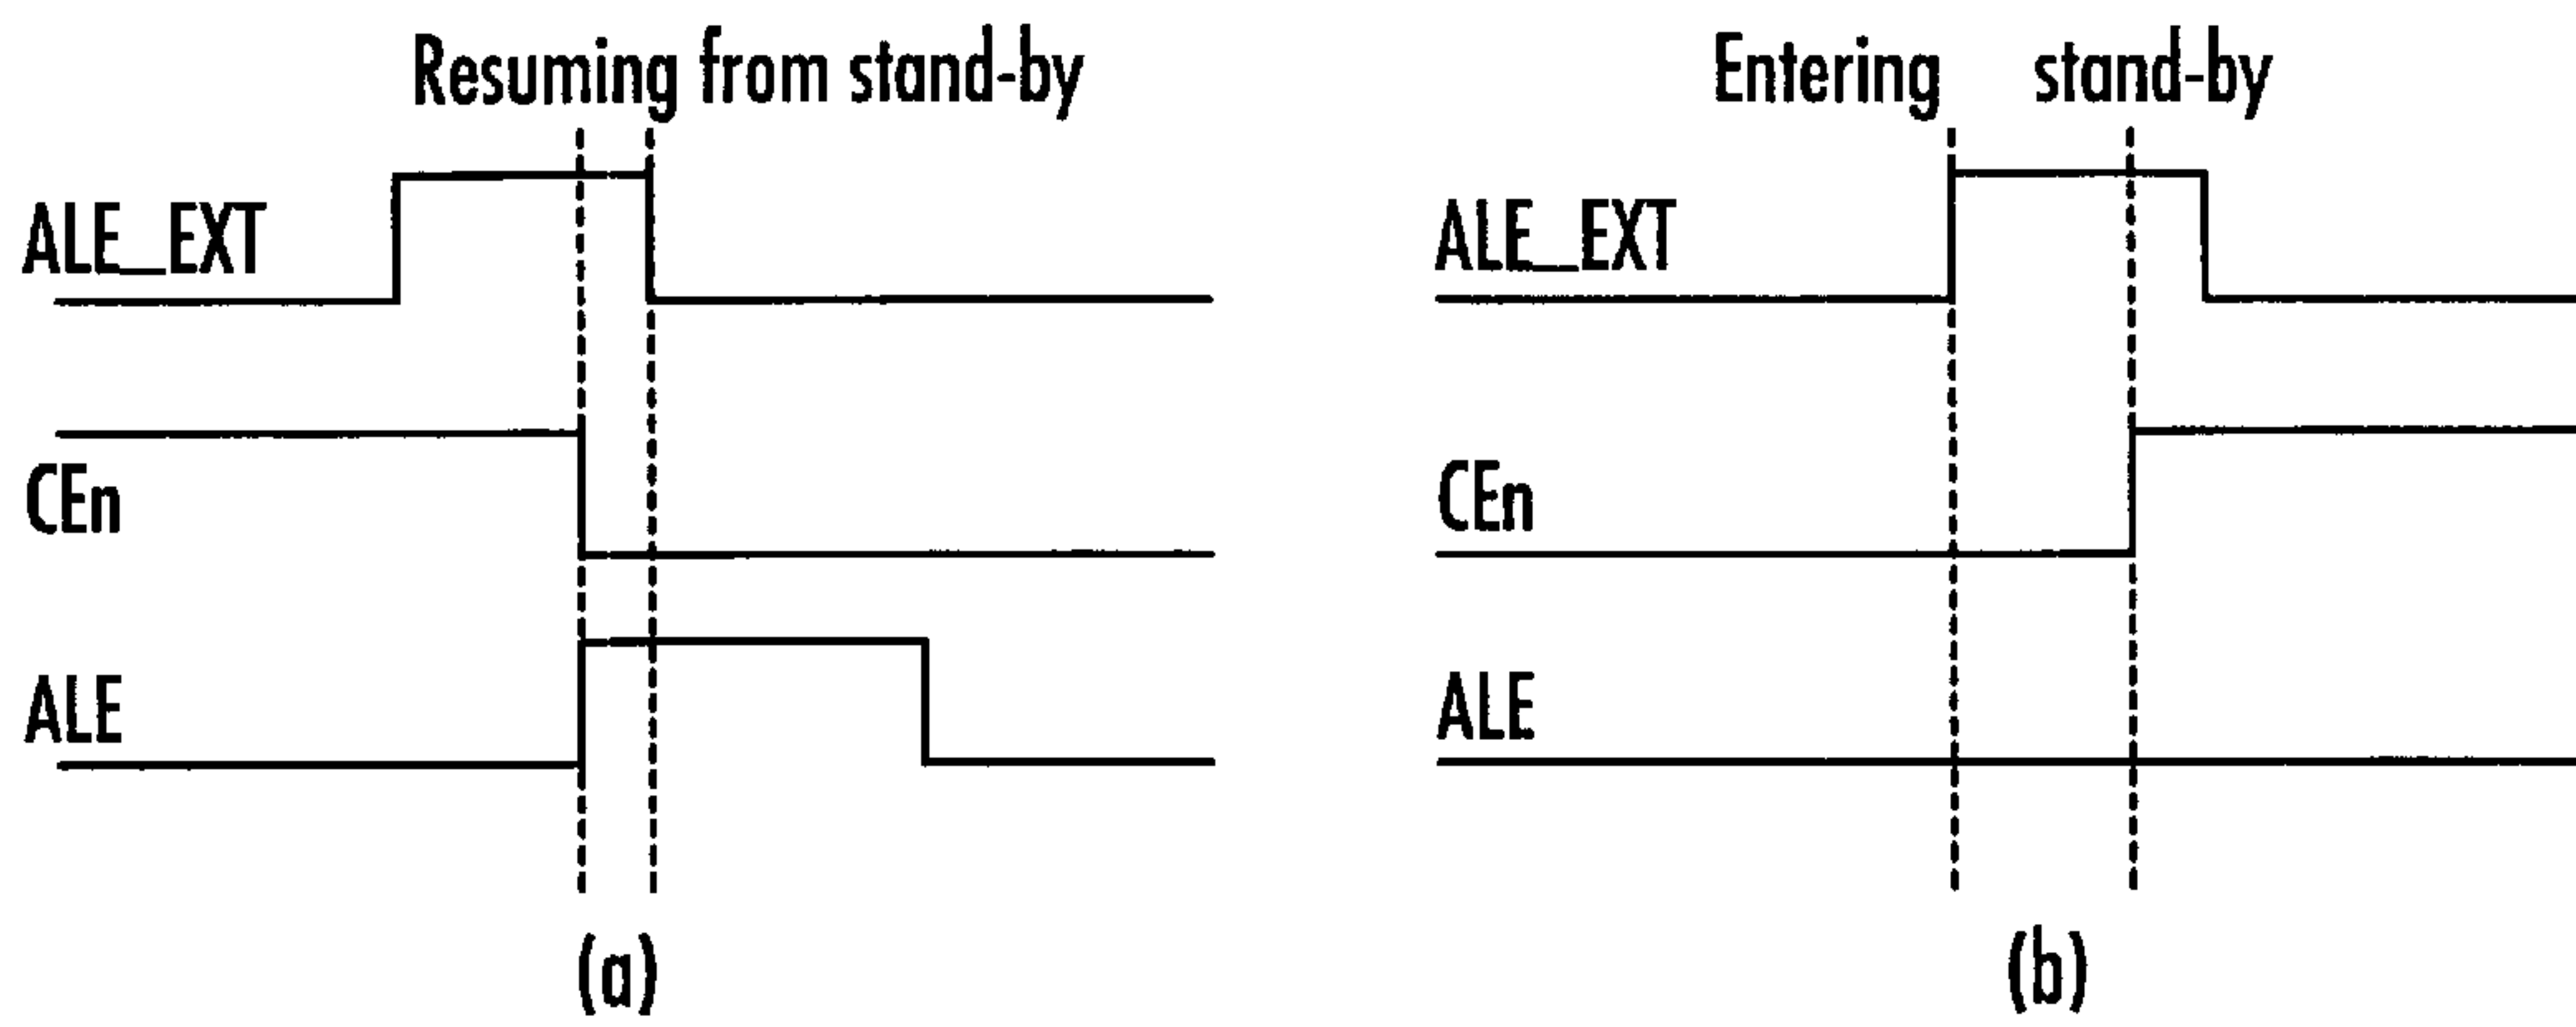 Resuming from stand-by
ALE_EXT
CEn
ALE
(a)
Entering stand-by
ALE_EXT
CEn
ALE
(b)